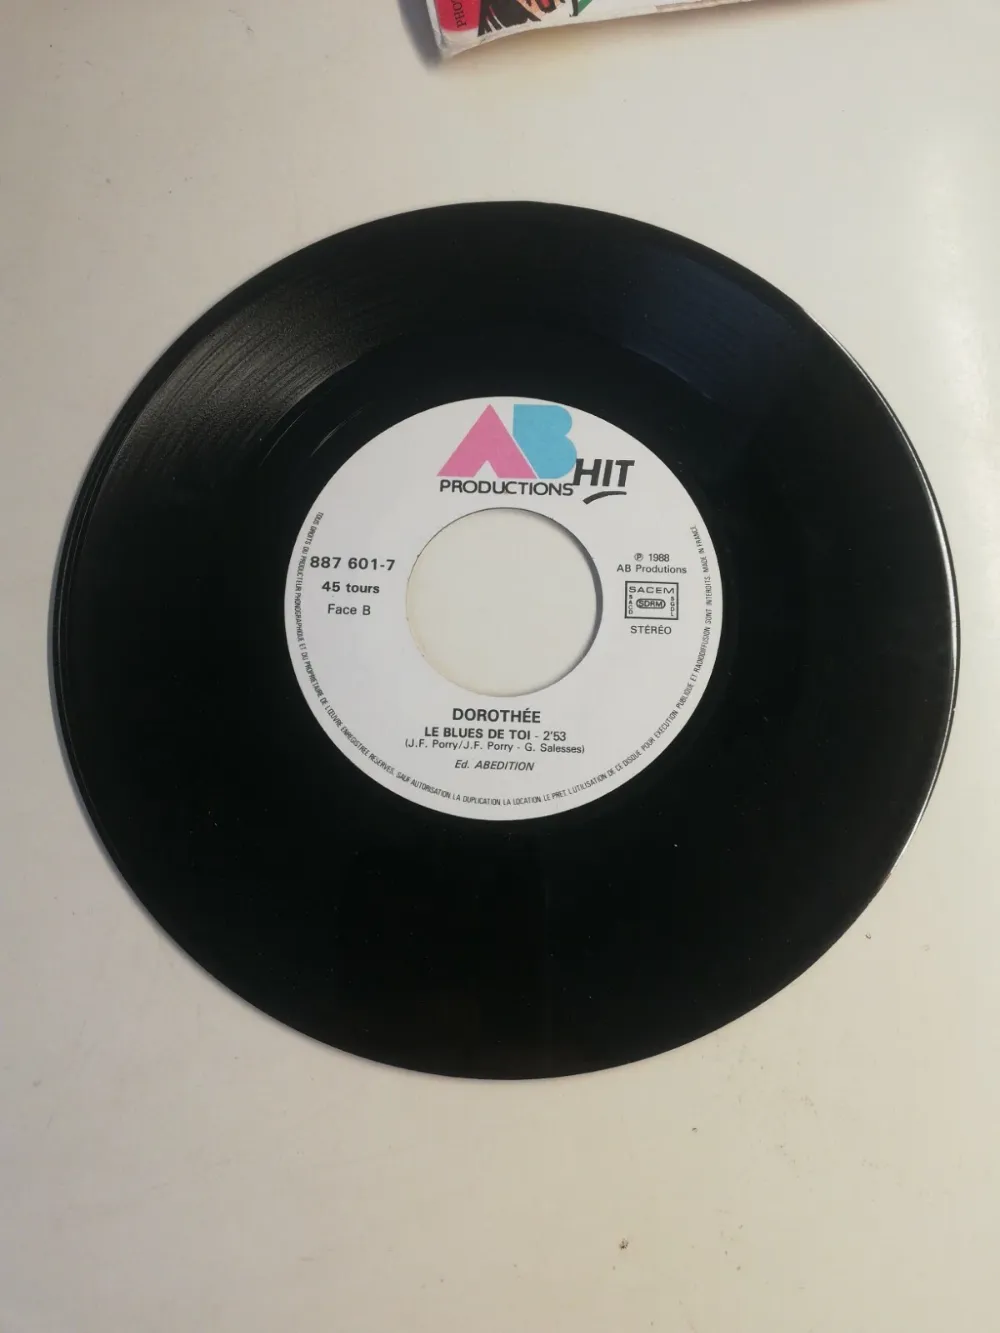 PHO
AB
PRODUCTIONS
HIT
887 601-7
45 tours
Face B
℗ 1988
AB Produtions
SACEM
SDRM
STÉRÉO
DOROTHÉE
LE BLUES DE TOI - 2'53
(J.F. Porry/J.F. Porry - G. Salesses)
Ed. ABEDITION
TOUS DROITS DU PRODUCTEUR PHONOGRAPHIQUE ET DU PROPRIÉTAIRE DE L'ŒUVRE ENREGISTRÉE RÉSERVÉS. SAUF AUTORISATION, LA DUPLICATION, LA LOCATION, LE PRÊT, L'UTILISATION DE CE DISQUE POUR EXÉCUTION PUBLIQUE ET RADIODIFFUSION SONT INTERDITS. MADE IN FRANCE